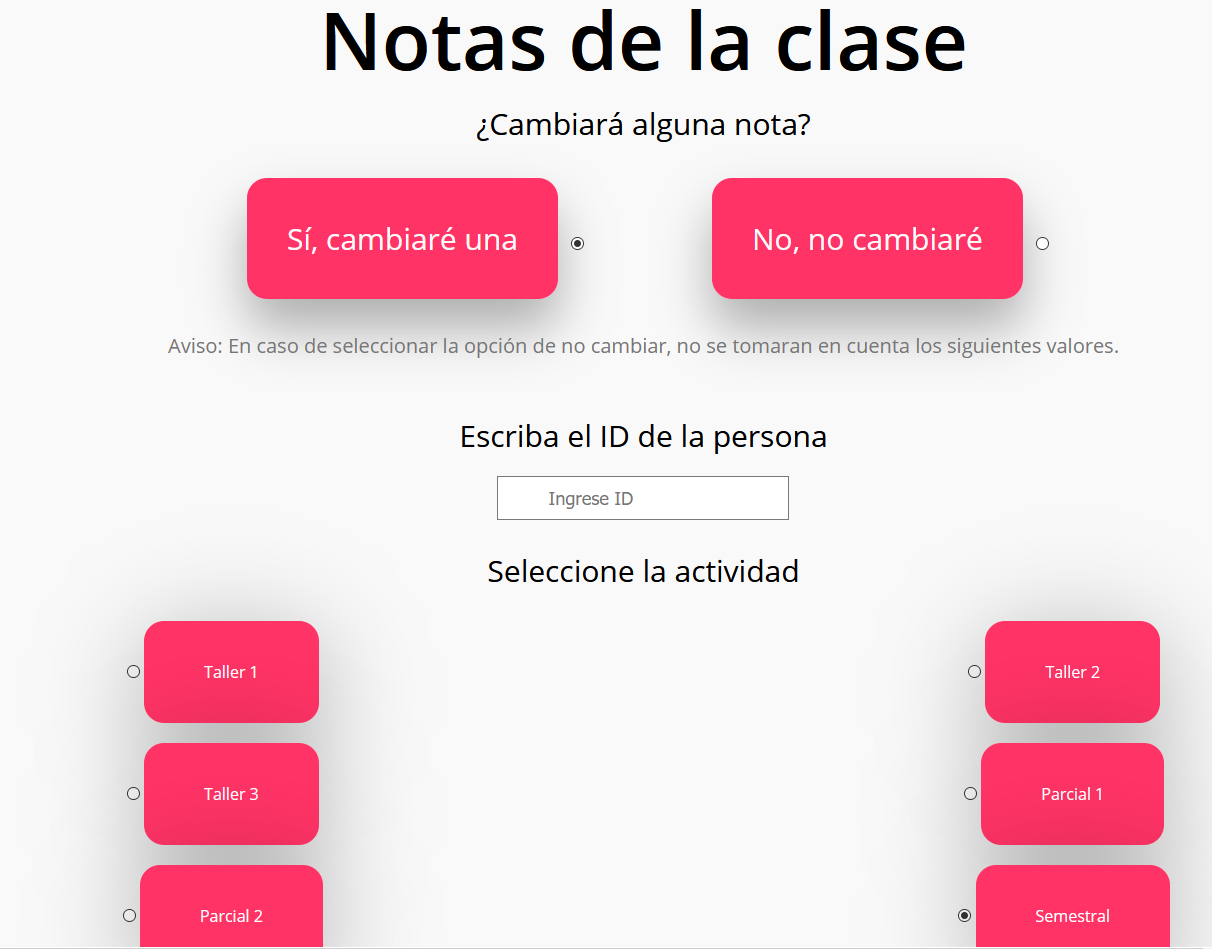 Notas de la clase
¿Cambiará alguna nota?
Sí, cambiaré una
No, no cambiaré
Aviso: En caso de seleccionar la opción de no cambiar, no se tomaran en cuenta los siguientes valores.
Escriba el ID de la persona
Ingrese ID
Seleccione la actividad
Taller 1
Taller 2
Taller 3
Parcial 1
Parcial 2
Semestral